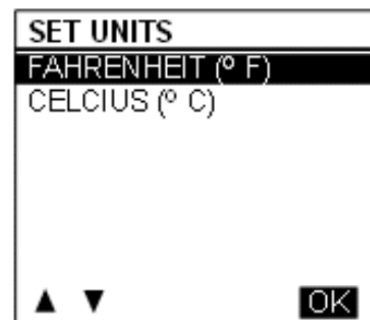 SET UNITS
FAHRENHEIT (º F)
CELCIUS (º C)
▲ ▼ OK